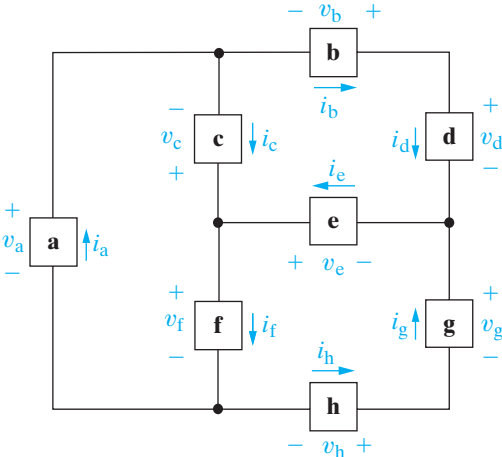 − v_b +
b
i_b
− v_c + c i_c
i_d d + v_d −
i_e
e
+ v_e −
+ v_a − a i_a
+ v_f − f i_f
i_g g + v_g −
i_h
h
− v_h +